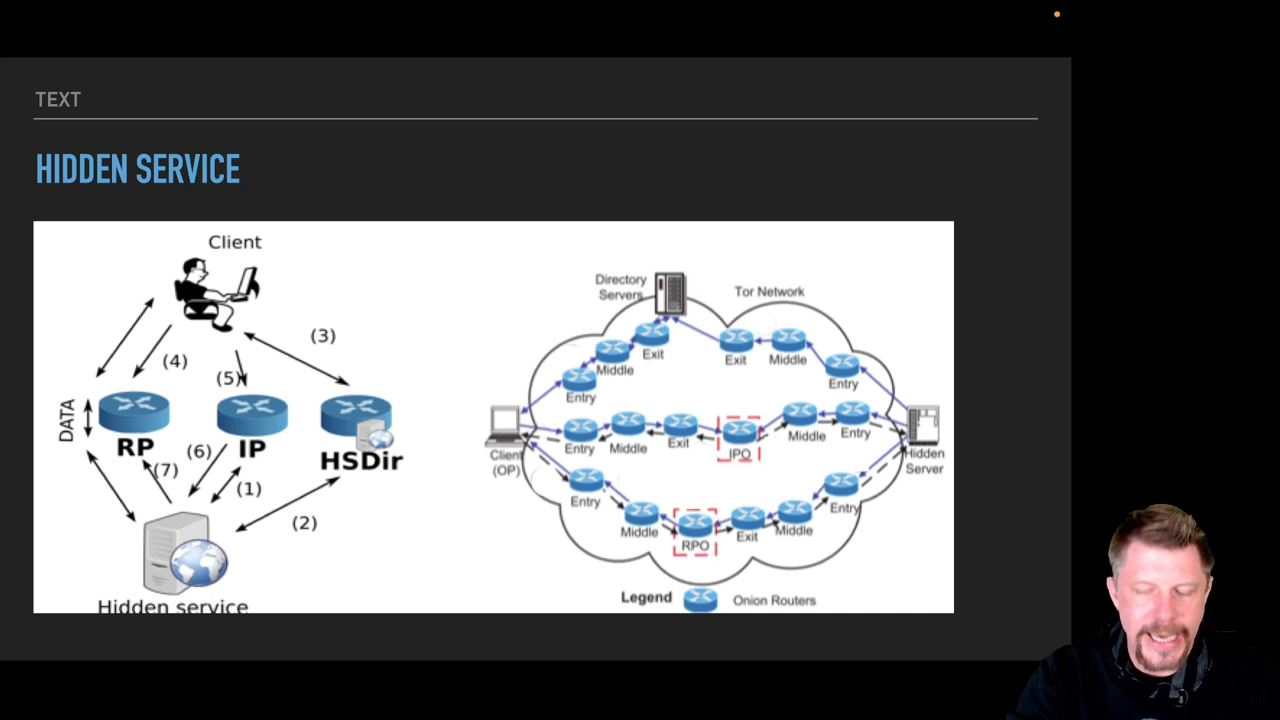 TEXT
HIDDEN SERVICE
Client
(3)
(4)
(5)
DATA
RP
IP
HSDir
(6)
(7)
(1)
(2)
Hidden service
Directory
Servers
Tor Network
Exit
Middle
Entry
Exit
Middle
Entry
Client
(OP)
Entry
Middle
Exit
IPO
Middle
Entry
Hidden
Server
Entry
Middle
RPO
Exit
Middle
Entry
Legend
Onion Routers